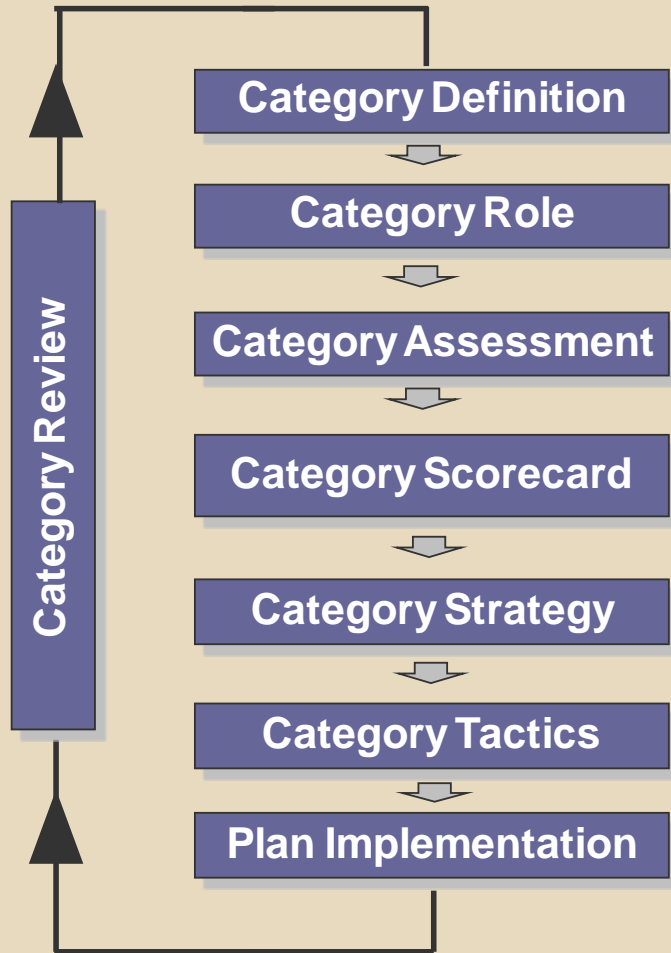 Category Definition
Category Role
Category Assessment
Category Scorecard
Category Strategy
Category Tactics
Plan Implementation
Category Review